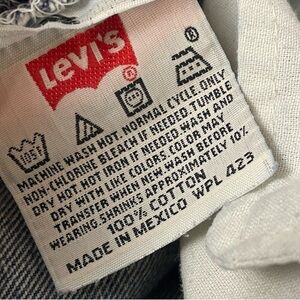 Levi's
®
105F
MACHINE WASH HOT. NORMAL CYCLE. ONLY
NON-CHLORINE BLEACH IF NEEDED. TUMBLE
DRY HOT. HOT IRON IF NEEDED. WASH AND
DRY WITH LIKE COLORS. COLOR MAY
TRANSFER WHEN NEW. WASH BEFORE
WEARING. SHRINKS APPROXIMATELY 10%.
100% COTTON
MADE IN MEXICO WPL 423